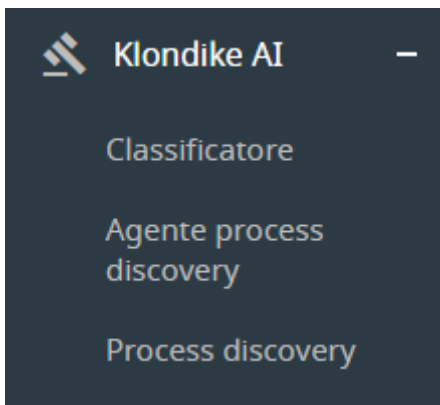 Klondike AI
Classificatore
Agente process
discovery
Process discovery